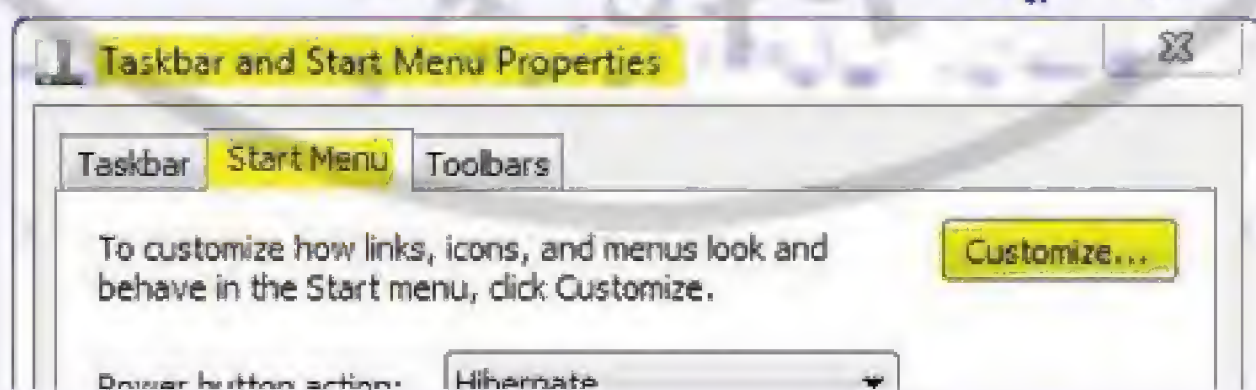 Taskbar and Start Menu Properties
Taskbar Start Menu Toolbars
To customize how links, icons, and menus look and
behave in the Start menu, click Customize.
Customize...
Power button action: Hibernate